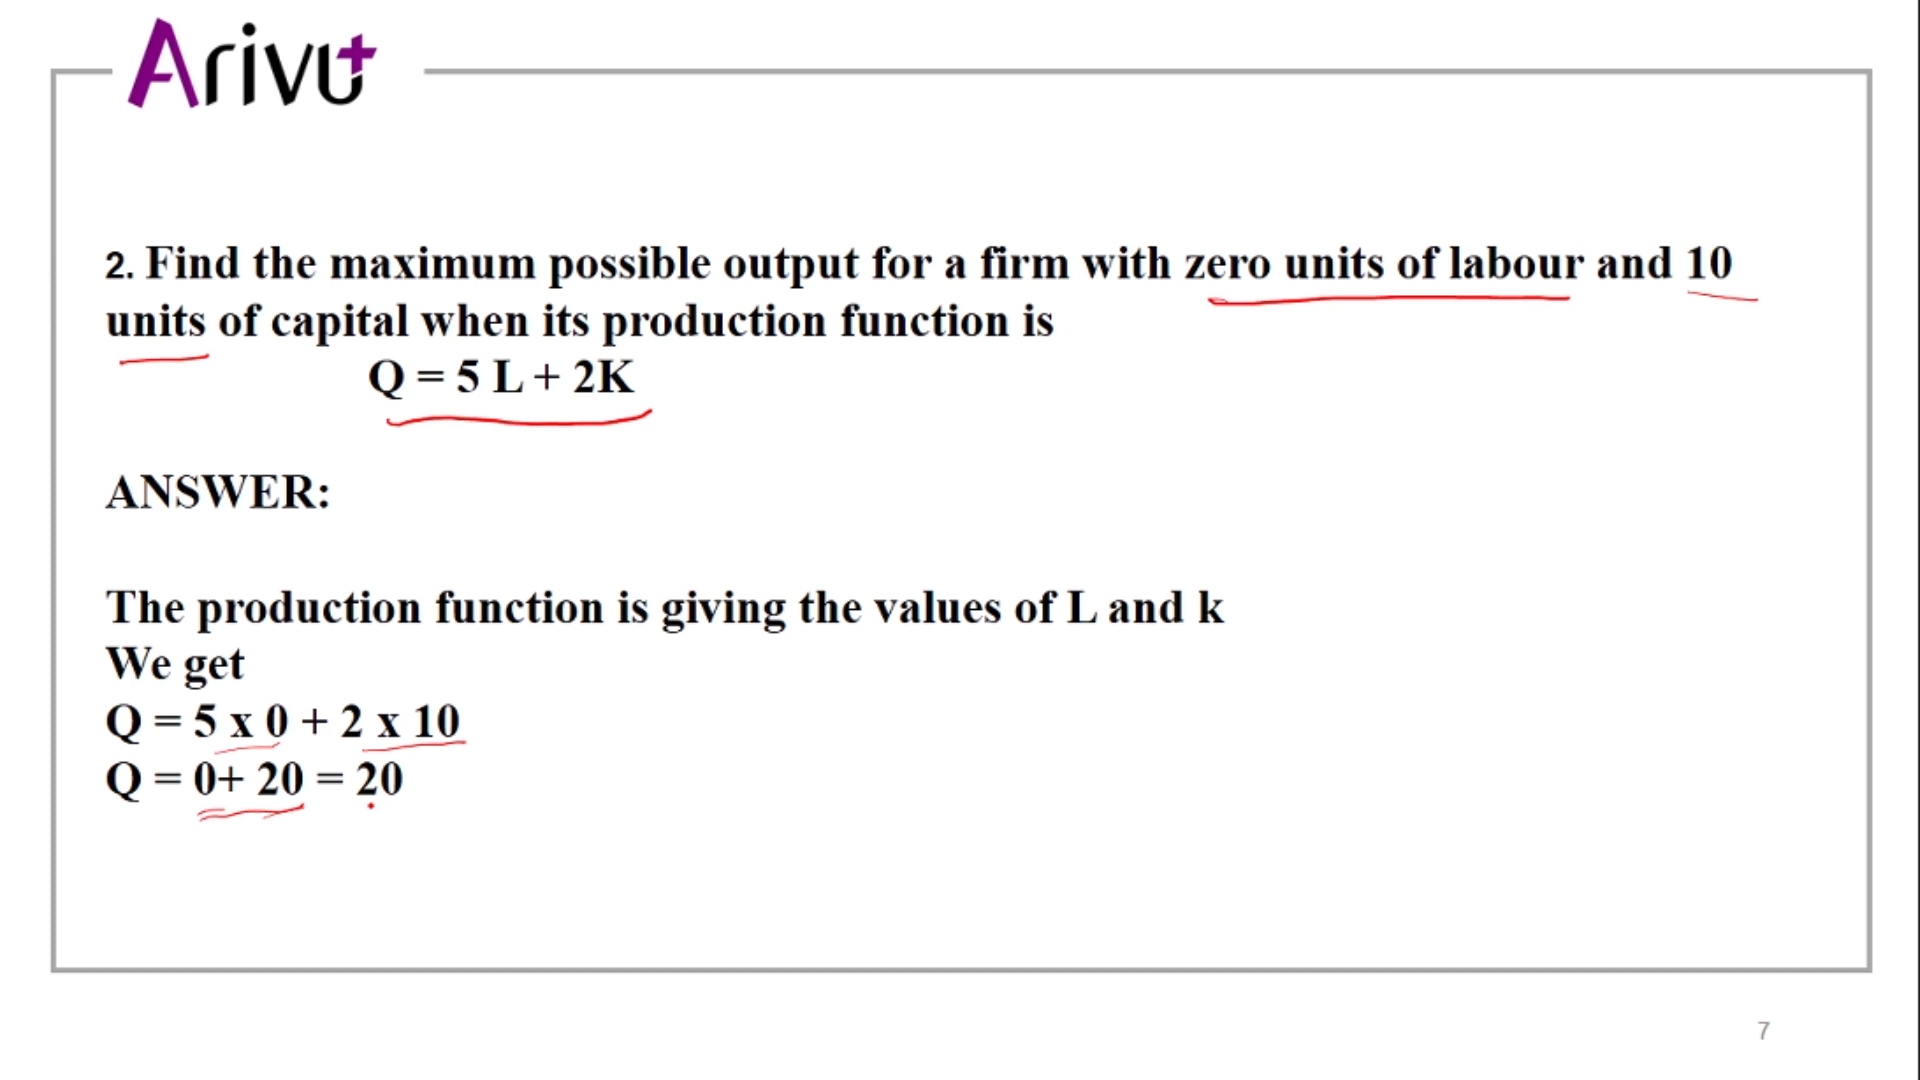 Arivu+
2. Find the maximum possible output for a firm with zero units of labour and 10
units of capital when its production function is
Q = 5 L + 2K
ANSWER:
The production function is giving the values of L and k
We get
Q = 5 x 0 + 2 x 10
Q = 0+ 20 = 20
7